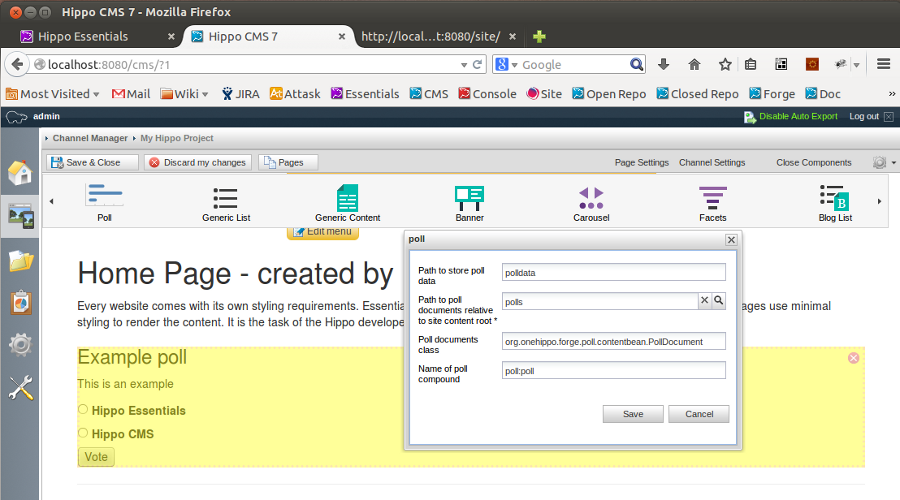 Hippo CMS 7 - Mozilla Firefox
Hippo Essentials
Hippo CMS 7
http://local...t:8080/site/
localhost:8080/cms/?1
Google
Most Visited
Mail
Wiki
JIRA
Attask
Essentials
CMS
Console
Site
Open Repo
Closed Repo
Forge
Doc
»
admin
Disable Auto Export
Log out
Channel Manager
My Hippo Project
Save & Close
Discard my changes
Pages
Page Settings
Channel Settings
Close Components
Poll
Generic List
Generic Content
Banner
Carousel
Facets
Blog List
Edit menu
Home Page - created by
Every website comes with its own styling requirements. Essentia
ages use minimal
styling to render the content. It is the task of the Hippo develope
Example poll
This is an example
Hippo Essentials
Hippo CMS
Vote
poll
Path to store poll
data
polldata
Path to poll
documents relative
to site content root *
polls
Poll documents
class
org.onehippo.forge.poll.contentbean.PollDocument
Name of poll
compound
poll:poll
Save
Cancel